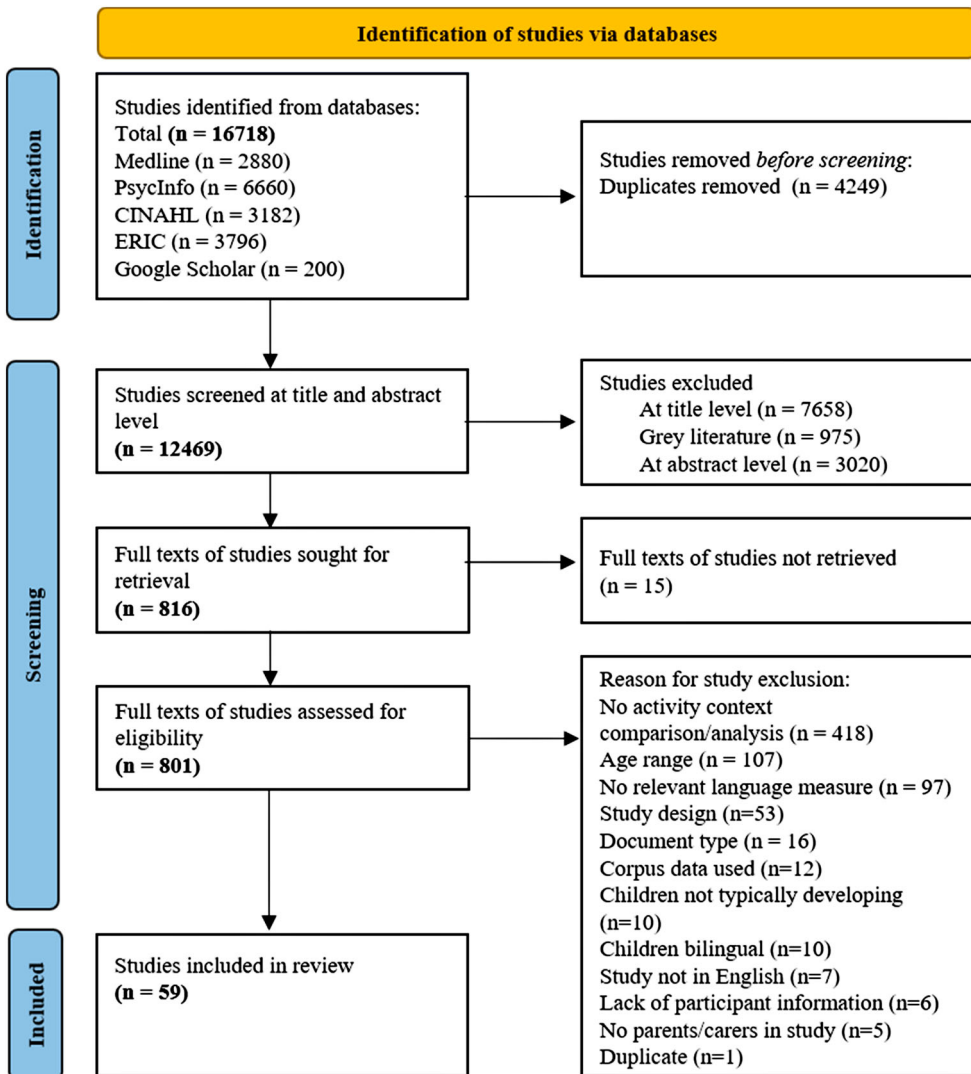 Identification of studies via databases
Identification
Studies identified from databases:
Total (n = 16718)
Medline (n = 2880)
PsycInfo (n = 6660)
CINAHL (n = 3182)
ERIC (n = 3796)
Google Scholar (n = 200)
Studies removed before screening:
Duplicates removed (n = 4249)
Screening
Studies screened at title and abstract
level
(n = 12469)
Studies excluded
At title level (n = 7658)
Grey literature (n = 975)
At abstract level (n = 3020)
Full texts of studies sought for
retrieval
(n = 816)
Full texts of studies not retrieved
(n = 15)
Full texts of studies assessed for
eligibility
(n = 801)
Reason for study exclusion:
No activity context
comparison/analysis (n = 418)
Age range (n = 107)
No relevant language measure (n = 97)
Study design (n=53)
Document type (n = 16)
Corpus data used (n=12)
Children not typically developing
(n=10)
Children bilingual (n=10)
Study not in English (n=7)
Lack of participant information (n=6)
No parents/carers in study (n=5)
Duplicate (n=1)
Included
Studies included in review
(n = 59)